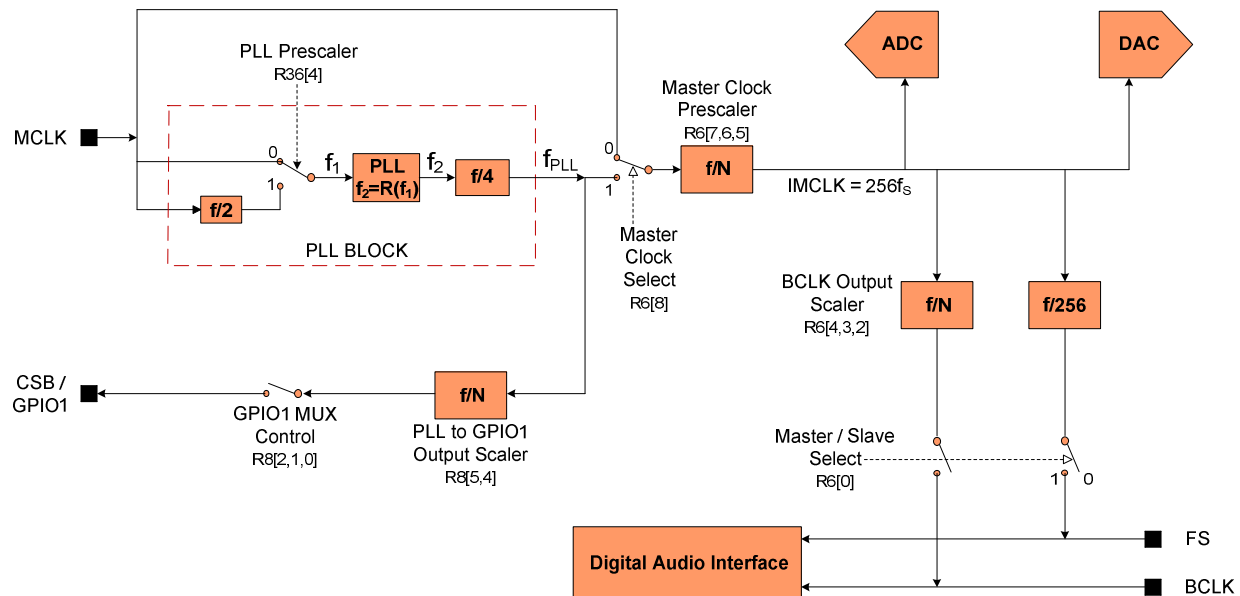 ADC
DAC
PLL Prescaler
R36[4]
Master Clock
Prescaler
R6[7,6,5]
MCLK
0
1
f1
PLL
f2=R(f1)
f2
f/4
fPLL
0
1
f/N
IMCLK = 256fS
f/2
PLL BLOCK
Master
Clock
Select
R6[8]
BCLK Output
Scaler
R6[4,3,2]
f/N
f/256
CSB /
GPIO1
GPIO1 MUX
Control
R8[2,1,0]
f/N
PLL to GPIO1
Output Scaler
R8[5,4]
Master / Slave
Select
R6[0]
1
0
Digital Audio Interface
FS
BCLK